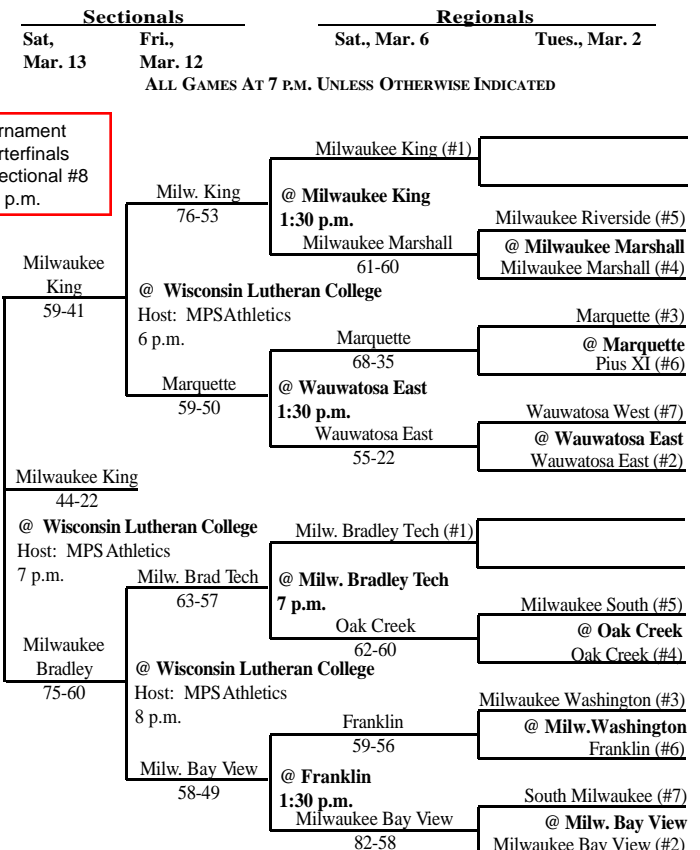 Sectionals Regionals
Sat, Fri., Sat., Mar. 6 Tues., Mar. 2
Mar. 13 Mar. 12
ALL GAMES AT 7 P.M. UNLESS OTHERWISE INDICATED
p.m.
Milwaukee King (#1)
Milw. King
76-53
@ Milwaukee King
1:30 p.m.
Milwaukee Riverside (#5)
@ Milwaukee Marshall
Milwaukee Marshall (#4)
Milwaukee Marshall
61-60
Milwaukee
King
59-41
@ Wisconsin Lutheran College
Host: MPSAthletics
6 p.m.
Marquette (#3)
@ Marquette
Pius XI (#6)
Marquette
68-35
Marquette
59-50
@ Wauwatosa East
1:30 p.m.
Wauwatosa West (#7)
@ Wauwatosa East
Wauwatosa East (#2)
Wauwatosa East
55-22
Milwaukee King
44-22
@ Wisconsin Lutheran College
Host: MPS Athletics
7 p.m.
Milw. Bradley Tech (#1)
Milw. Brad Tech
63-57
@ Milw. Bradley Tech
7 p.m.
Milwaukee South (#5)
@ Oak Creek
Oak Creek (#4)
Oak Creek
62-60
Milwaukee
Bradley
75-60
@ Wisconsin Lutheran College
Host: MPSAthletics
8 p.m.
Milwaukee Washington (#3)
@ Milw.Washington
Franklin (#6)
Franklin
59-56
Milw. Bay View
58-49
@ Franklin
1:30 p.m.
South Milwaukee (#7)
@ Milw. Bay View
Milwaukee Bay View (#2)
Milwaukee Bay View
82-58